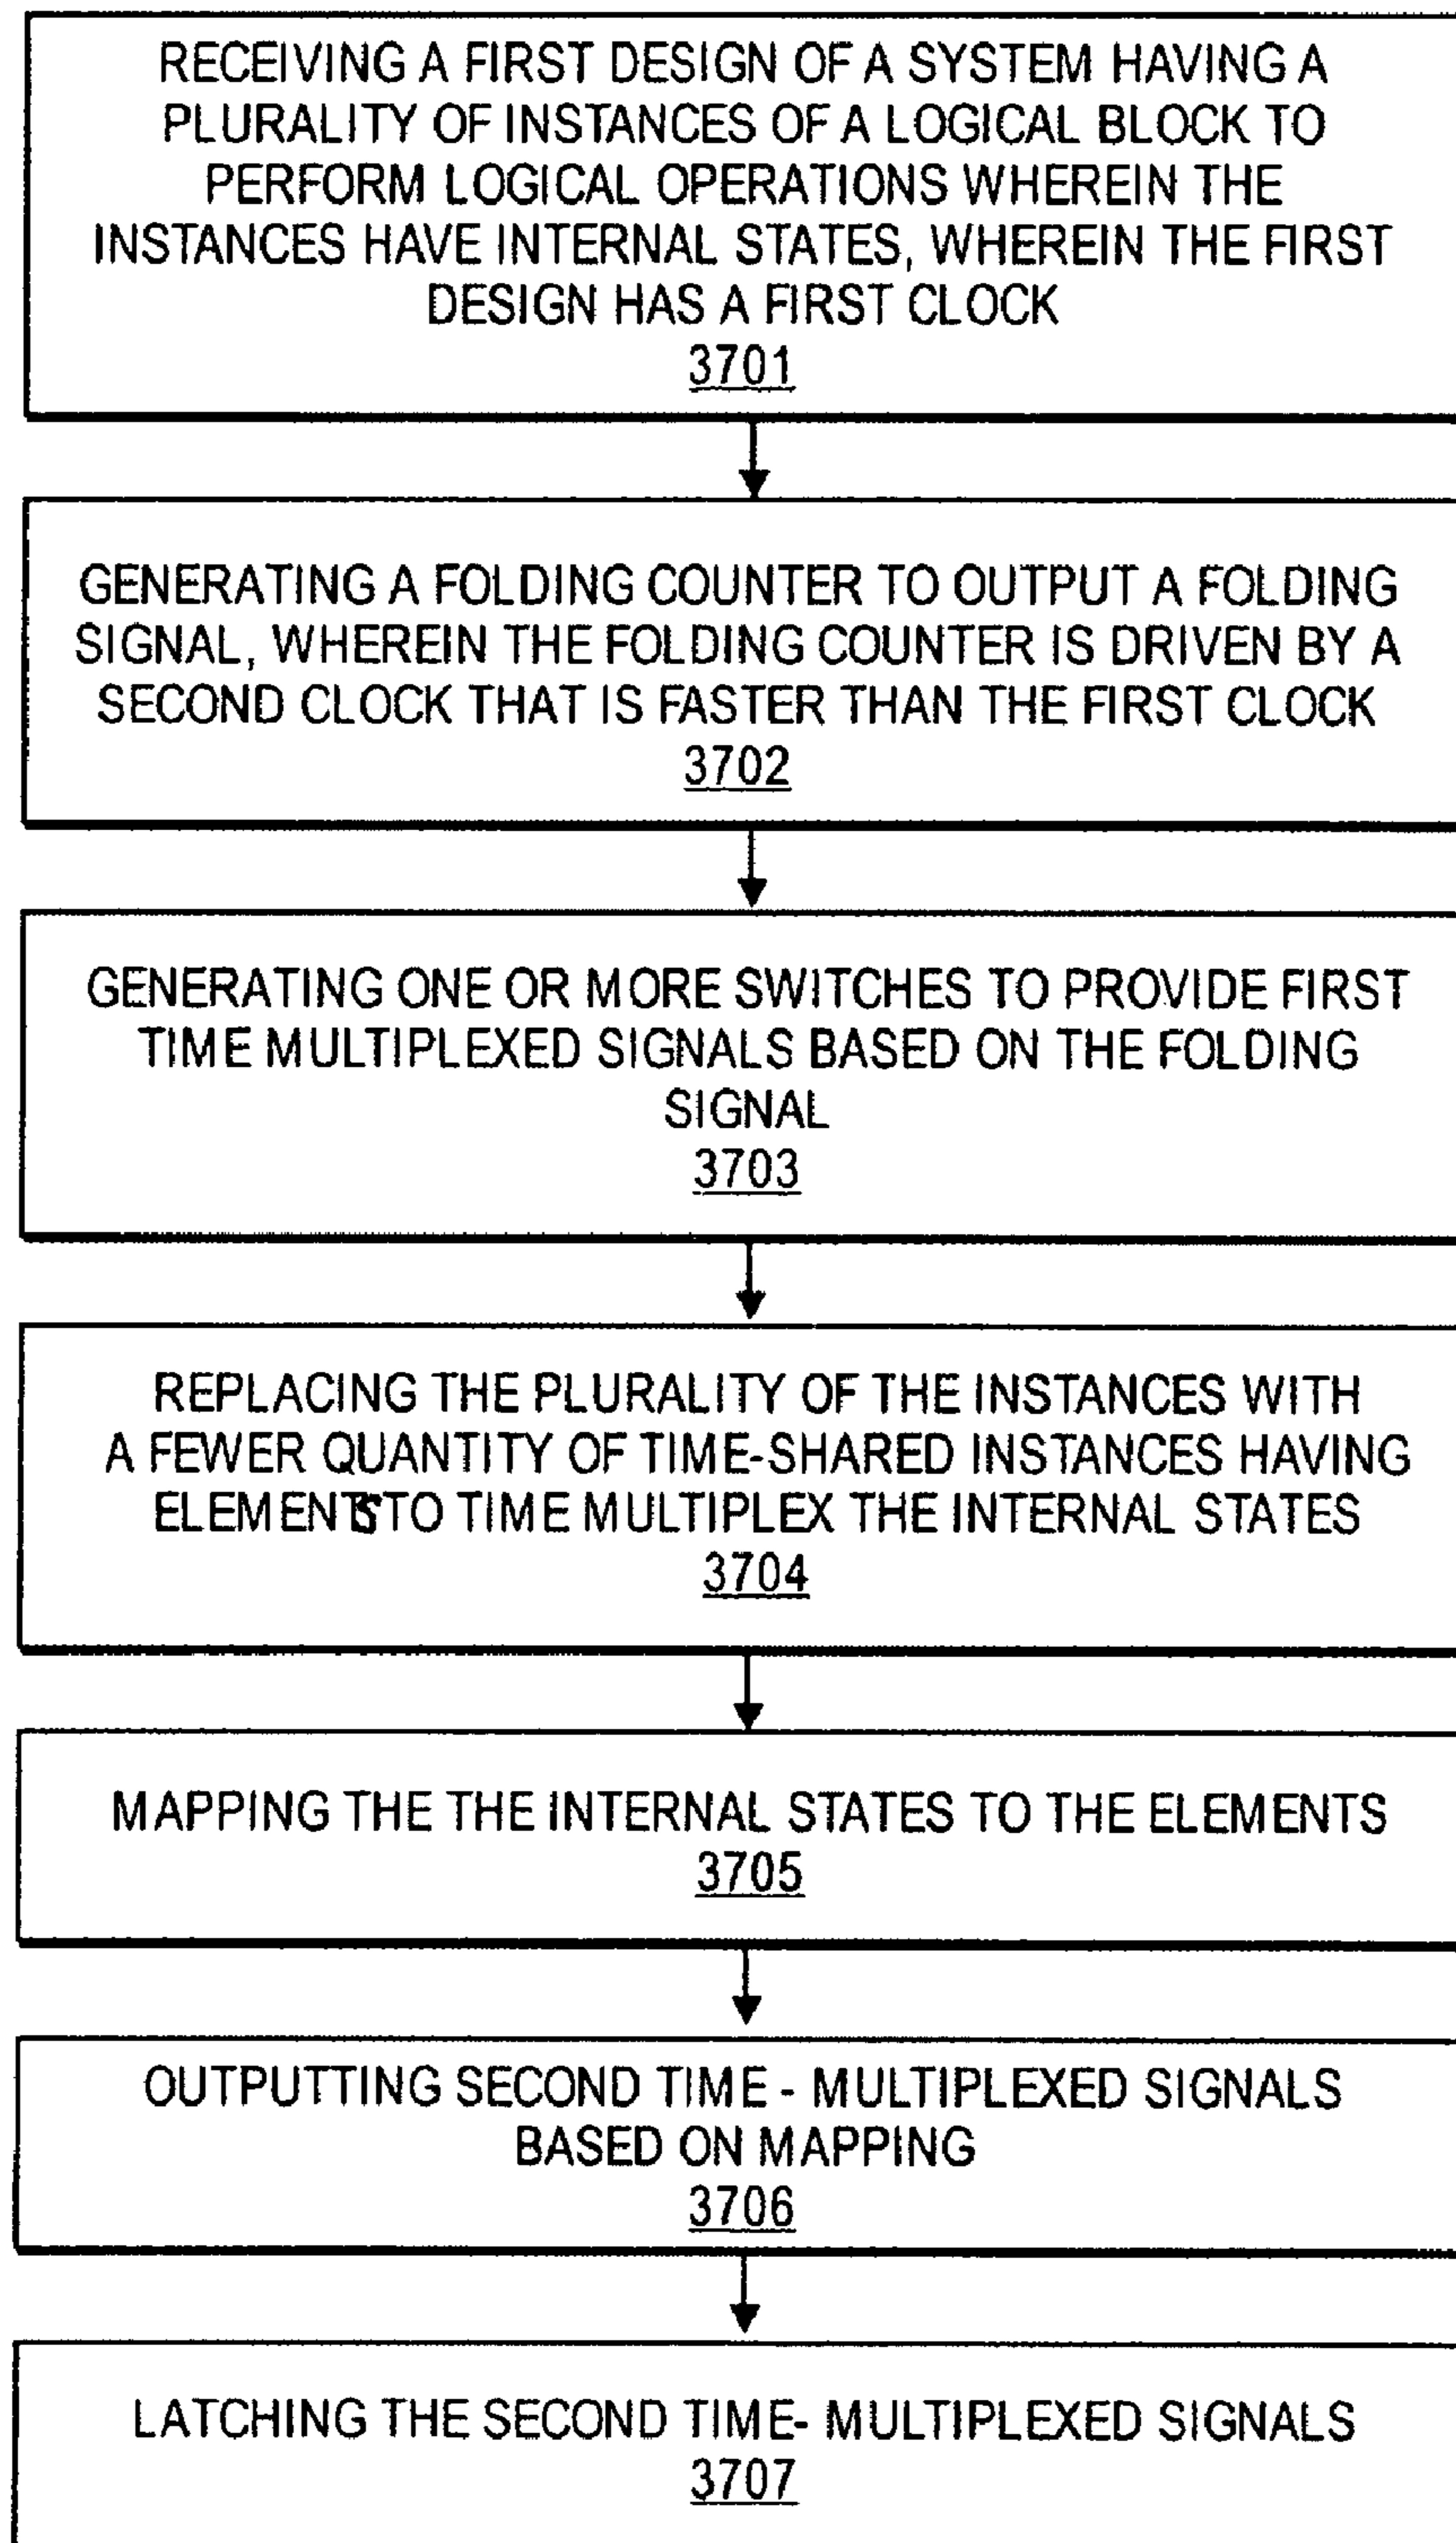 RECEIVING A FIRST DESIGN OF A SYSTEM HAVING A
PLURALITY OF INSTANCES OF A LOGICAL BLOCK TO
PERFORM LOGICAL OPERATIONS WHEREIN THE
INSTANCES HAVE INTERNAL STATES, WHEREIN THE FIRST
DESIGN HAS A FIRST CLOCK
3701
GENERATING A FOLDING COUNTER TO OUTPUT A FOLDING
SIGNAL, WHEREIN THE FOLDING COUNTER IS DRIVEN BY A
SECOND CLOCK THAT IS FASTER THAN THE FIRST CLOCK
3702
GENERATING ONE OR MORE SWITCHES TO PROVIDE FIRST
TIME MULTIPLEXED SIGNALS BASED ON THE FOLDING
SIGNAL
3703
REPLACING THE PLURALITY OF THE INSTANCES WITH
A FEWER QUANTITY OF TIME-SHARED INSTANCES HAVING
ELEMENTS TO TIME MULTIPLEX THE INTERNAL STATES
3704
MAPPING THE THE INTERNAL STATES TO THE ELEMENTS
3705
OUTPUTTING SECOND TIME - MULTIPLEXED SIGNALS
BASED ON MAPPING
3706
LATCHING THE SECOND TIME- MULTIPLEXED SIGNALS
3707